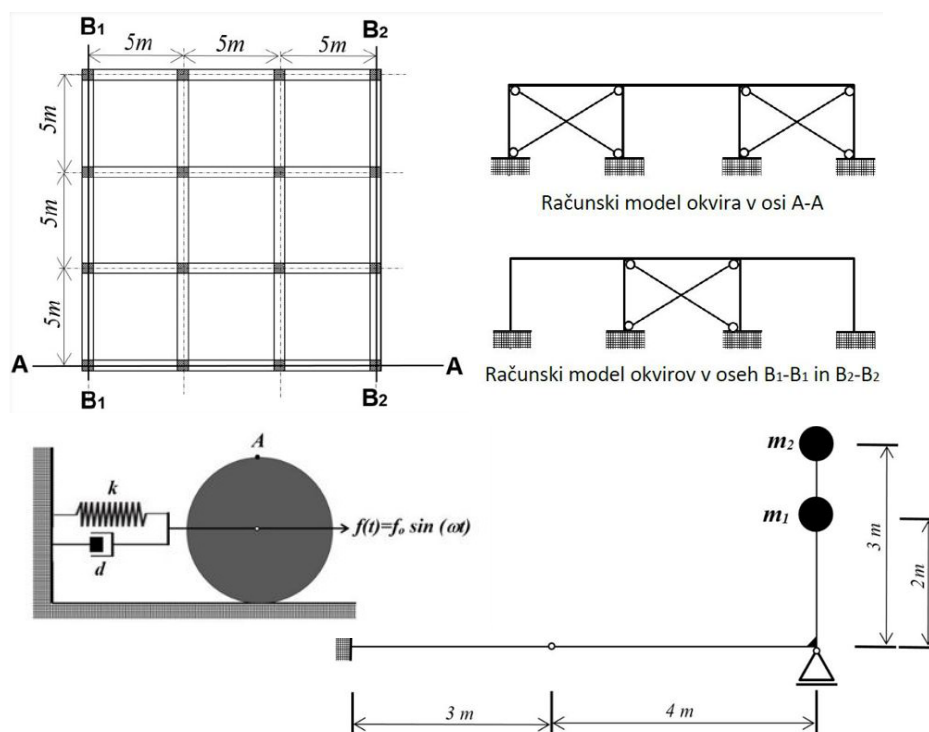 B1 B2
5m 5m 5m
5m
5m
5m
A A
B1 B2
Računski model okvira v osi A-A
Računski model okvirov v oseh B1-B1 in B2-B2
A
k
d
f(t)=fo sin (ωt)
m2
m1
3 m
2m
3 m
4 m